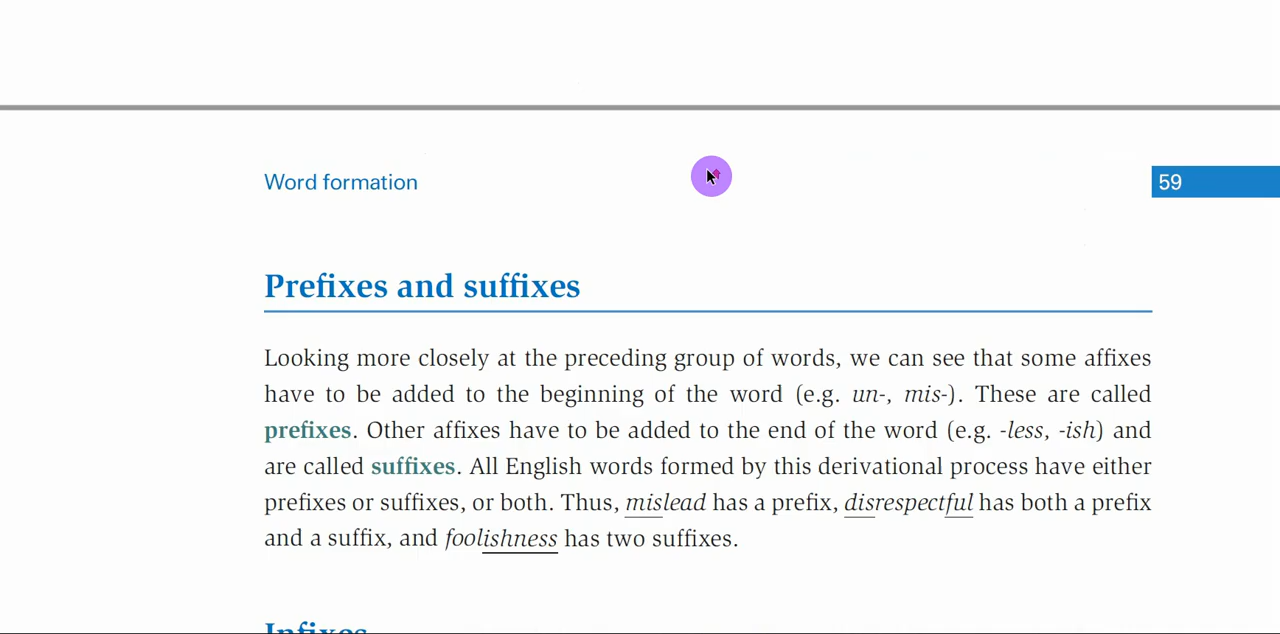 Word formation
59
Prefixes and suffixes
Looking more closely at the preceding group of words, we can see that some affixes
have to be added to the beginning of the word (e.g. un-, mis-). These are called
prefixes. Other affixes have to be added to the end of the word (e.g. -less, -ish) and
are called suffixes. All English words formed by this derivational process have either
prefixes or suffixes, or both. Thus, mislead has a prefix, disrespectful has both a prefix
and a suffix, and foolishness has two suffixes.
Infixes